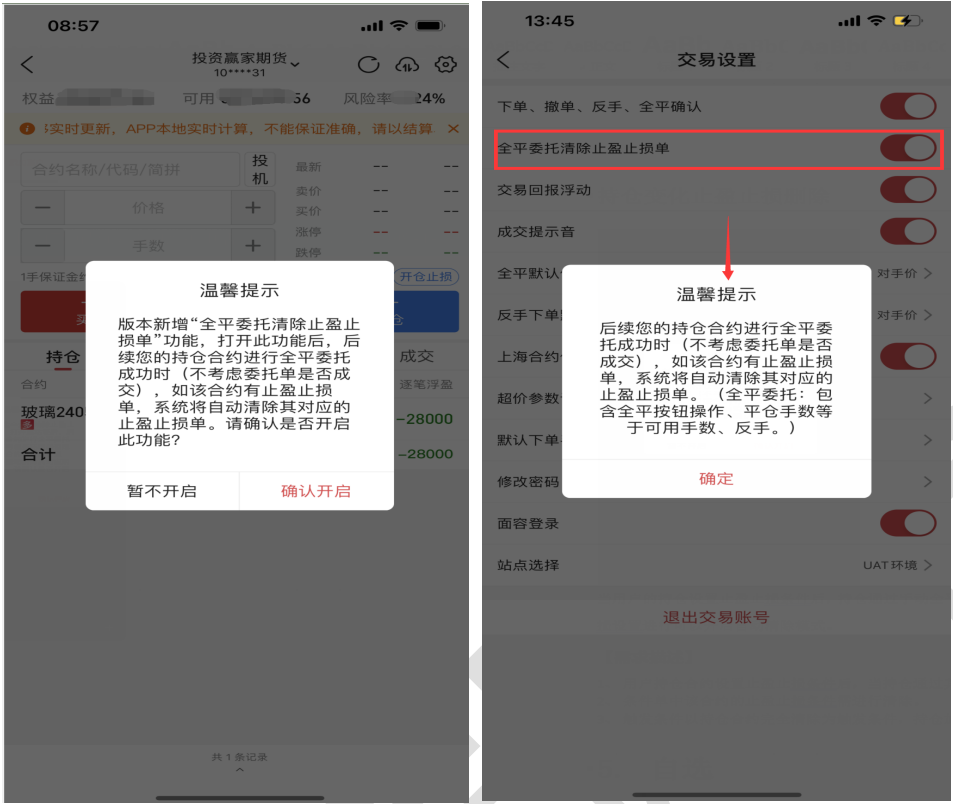 08:57
投资赢家期货
10****31
权益
可用
56
风险率
24%
实时更新，APP本地实时计算，不能保证准确，请以结算
合约名称/代码/简拼
投机
最新
--
--
卖价
--
--
价格
买价
--
--
涨停
--
--
手数
跌停
--
--
1手保证金
开仓止损
持仓
成交
合约
逐笔浮盈
玻璃240
多
-28000
合计
-28000
温馨提示
版本新增“全平委托清除止盈止
损单”功能，打开此功能后，后
续您的持仓合约进行全平委托
成功时（不考虑委托单是否成
交），如该合约有止盈止损
单，系统将自动清除其对应的
止盈止损单。请确认是否开启
此功能?
暂不开启
确认开启
共 1 条记录
13:45
交易设置
下单、撤单、反手、全平确认
全平委托清除止盈止损单
交易回报浮动
成交提示音
全平默认
对手价
反手下单
对手价
上海合约
超价参数
默认下单
修改密码
面容登录
站点选择
UAT环境
退出交易账号
温馨提示
后续您的持仓合约进行全平委
托成功时（不考虑委托单是否
成交），如该合约有止盈止损
单，系统将自动清除其对应的
止盈止损单。（全平委托：包
含全平按钮操作、平仓手数等
于可用手数、反手。）
确定